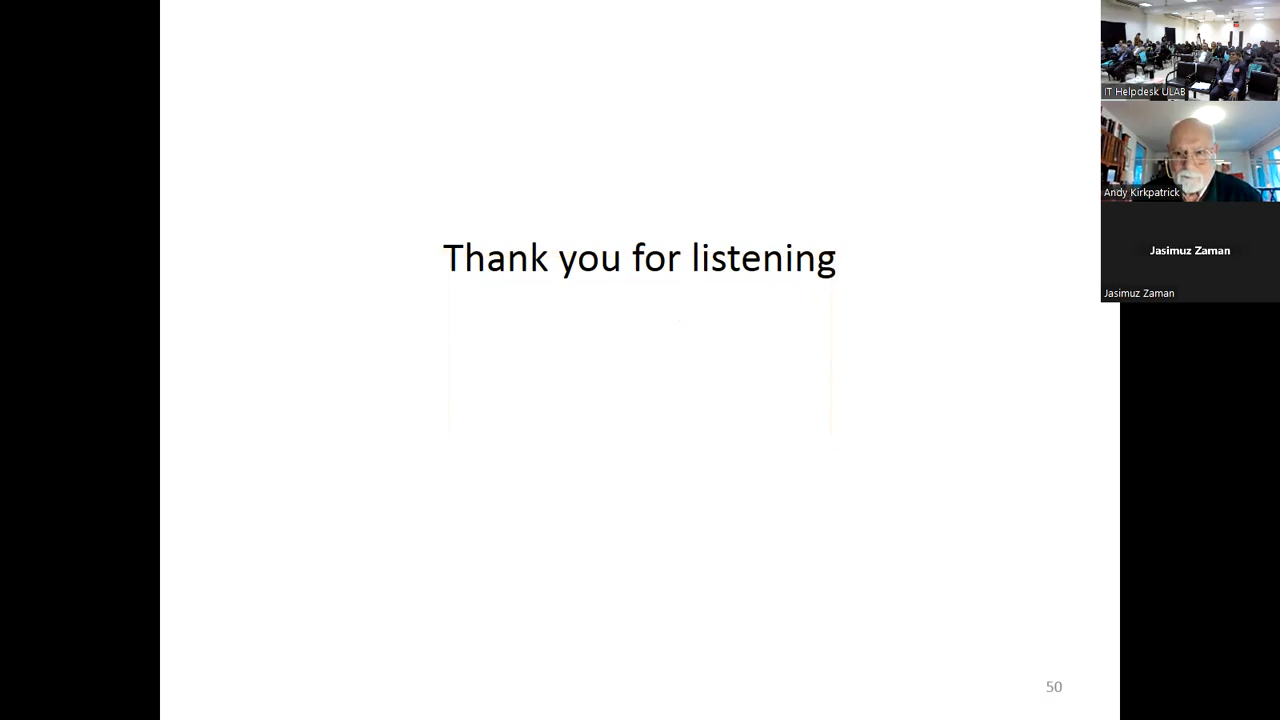 Thank you for listening
50
IT Helpdesk ULAB
Andy Kirkpatrick
Jasimuz Zaman
Jasimuz Zaman